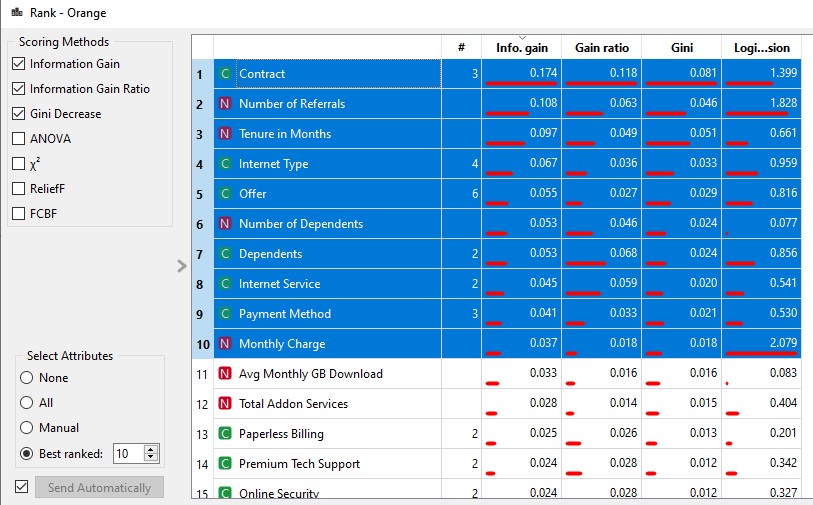 Rank - Orange
Scoring Methods
Information Gain
Information Gain Ratio
Gini Decrease
ANOVA
χ²
ReliefF
FCBF
Select Attributes
None
All
Manual
Best ranked: 10
Send Automatically
# Info. gain Gain ratio Gini Logi...sion
1 C Contract 3 0.174 0.118 0.081 1.399
2 N Number of Referrals 0.108 0.063 0.046 1.828
3 N Tenure in Months 0.097 0.049 0.051 0.661
4 C Internet Type 4 0.067 0.036 0.033 0.959
5 C Offer 6 0.055 0.027 0.029 0.816
6 N Number of Dependents 0.053 0.046 0.024 0.077
7 C Dependents 2 0.053 0.068 0.024 0.856
8 C Internet Service 2 0.045 0.059 0.020 0.541
9 C Payment Method 3 0.041 0.033 0.021 0.530
10 N Monthly Charge 0.037 0.018 0.018 2.079
11 N Avg Monthly GB Download 0.033 0.016 0.016 0.083
12 N Total Addon Services 0.028 0.014 0.015 0.404
13 C Paperless Billing 2 0.025 0.026 0.013 0.201
14 C Premium Tech Support 2 0.024 0.028 0.012 0.342
15 C Online Security 2 0.024 0.028 0.012 0.327